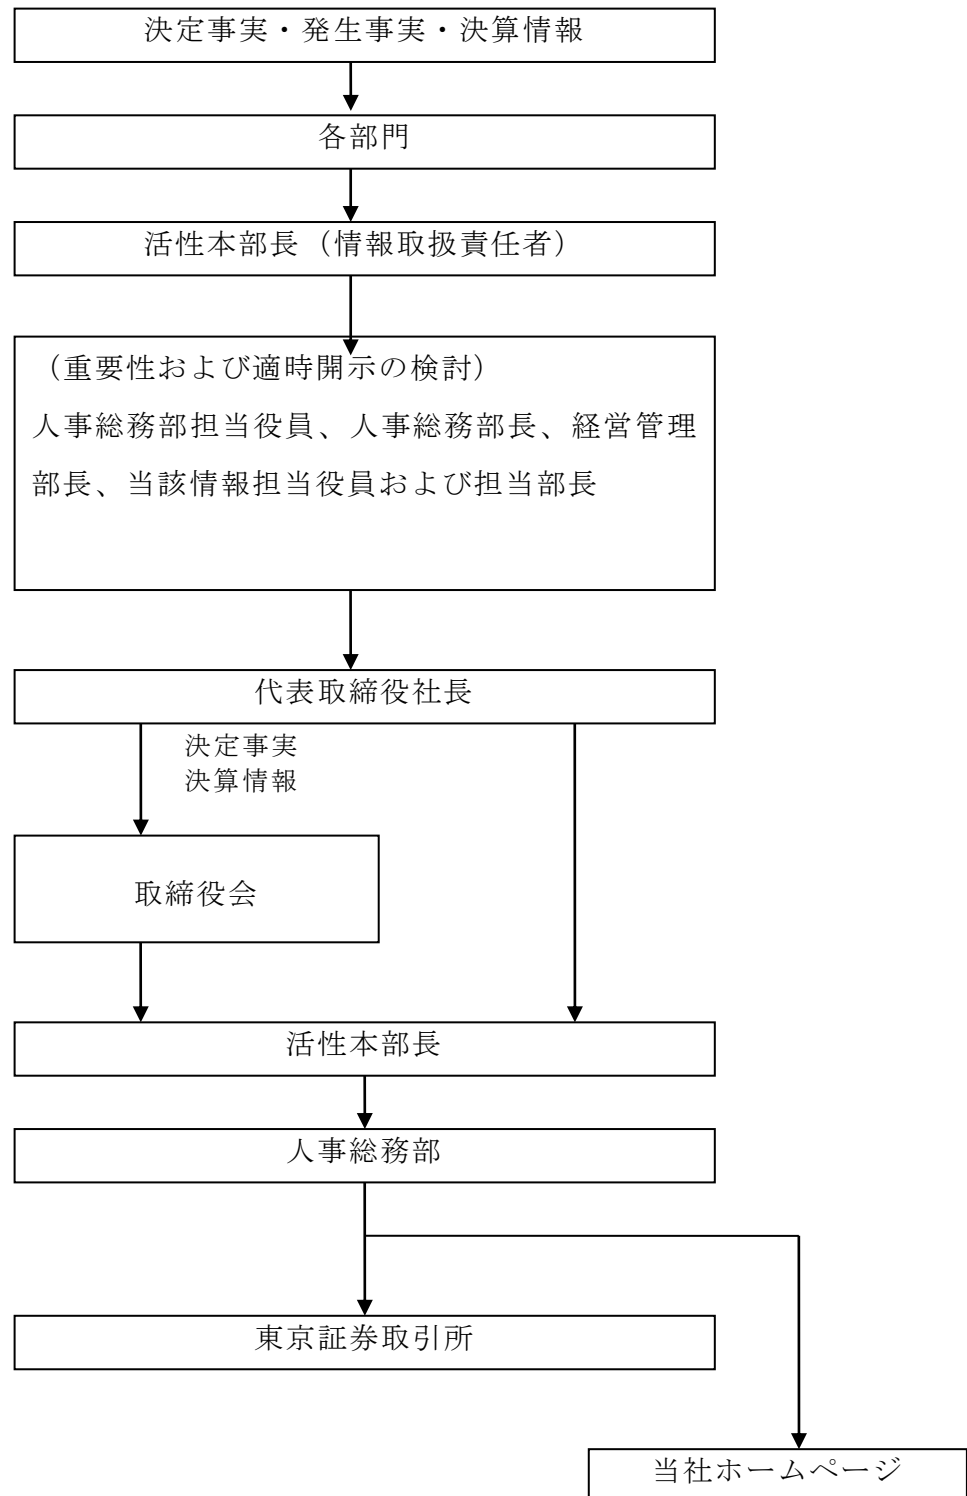 決定事実・発生事実・決算情報
各部門
活性本部長（情報取扱責任者）
（重要性および適時開示の検討）
人事総務部担当役員、人事総務部長、経営管理
部長、当該情報担当役員および担当部長
代表取締役社長
決定事実
決算情報
取締役会
活性本部長
人事総務部
東京証券取引所
当社ホームページ